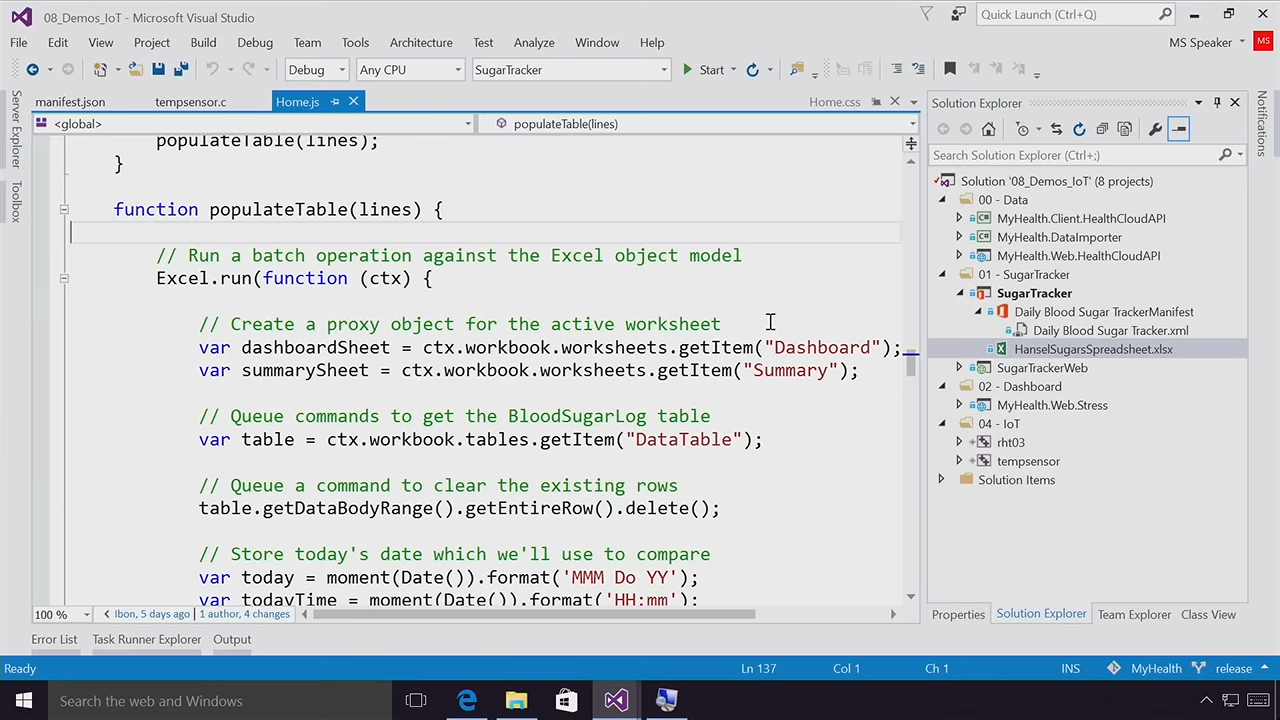 08_Demos_IoT - Microsoft Visual Studio
Quick Launch (Ctrl+Q)
File Edit View Project Build Debug Team Tools Architecture Test Analyze Window Help
MS Speaker MS
Debug Any CPU SugarTracker Start
Server Explorer
Toolbox
manifest.json tempsensor.c Home.js Home.css
<global> populateTable(lines)
populateTable(lines);
}
function populateTable(lines) {
// Run a batch operation against the Excel object model
Excel.run(function (ctx) {
// Create a proxy object for the active worksheet
var dashboardSheet = ctx.workbook.worksheets.getItem("Dashboard");
var summarySheet = ctx.workbook.worksheets.getItem("Summary");
// Queue commands to get the BloodSugarLog table
var table = ctx.workbook.tables.getItem("DataTable");
// Queue a command to clear the existing rows
table.getDataBodyRange().getEntireRow().delete();
// Store today's date which we'll use to compare
var today = moment(Date()).format('MMM Do YY');
var todayTime = moment(Date()).format('HH:mm');
100 % Ibon, 5 days ago 1 author, 4 changes
Solution Explorer
Search Solution Explorer (Ctrl+;)
Solution '08_Demos_IoT' (8 projects)
00 - Data
MyHealth.Client.HealthCloudAPI
MyHealth.DataImporter
MyHealth.Web.HealthCloudAPI
01 - SugarTracker
SugarTracker
Daily Blood Sugar TrackerManifest
Daily Blood Sugar Tracker.xml
HanselSugarsSpreadsheet.xlsx
SugarTrackerWeb
02 - Dashboard
MyHealth.Web.Stress
04 - IoT
rht03
tempsensor
Solution Items
Properties Solution Explorer Team Explorer Class View
Notifications
Error List Task Runner Explorer Output
Ready Ln 137 Col 1 Ch 1 INS MyHealth release
Search the web and Windows